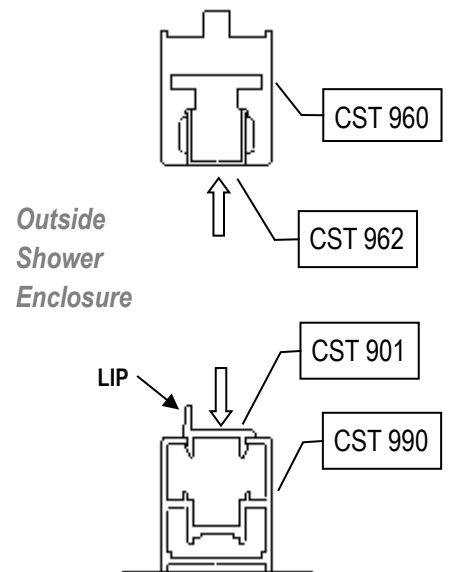 CST 960
CST 962
Outside
Shower
Enclosure
CST 901
LIP
CST 990